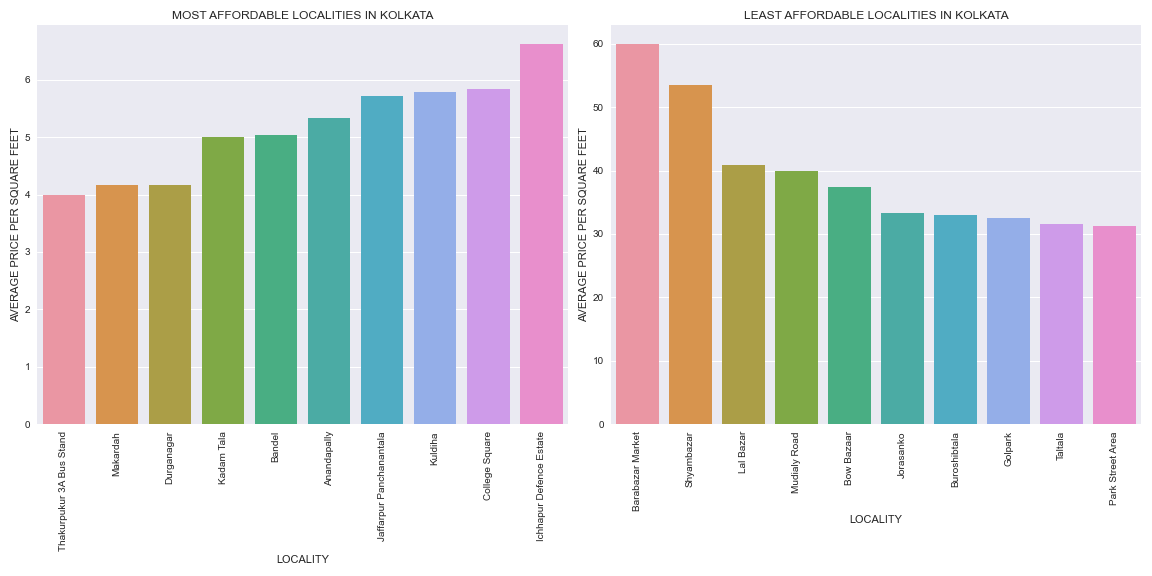 MOST AFFORDABLE LOCALITIES IN KOLKATA
AVERAGE PRICE PER SQUARE FEET
6
5
4
3
2
1
0
Thakurpukur 3A Bus Stand
Makardah
Durganagar
Kadam Tala
Bandel
Anandapally
Jaffarpur Panchanantala
Kuldiha
College Square
Ichhapur Defence Estate
LOCALITY
LEAST AFFORDABLE LOCALITIES IN KOLKATA
AVERAGE PRICE PER SQUARE FEET
60
50
40
30
20
10
0
Barabazar Market
Shyambazar
Lal Bazar
Mudialy Road
Bow Bazaar
Jorasanko
Buroshibtala
Golpark
Taltala
Park Street Area
LOCALITY